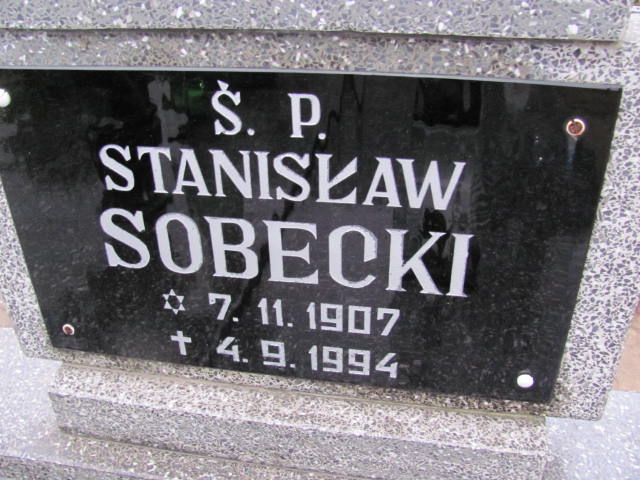 Š. P.
STANISŁAW
SOBECKI
✡ 7. 11. 1907
✝ 4. 9. 1994